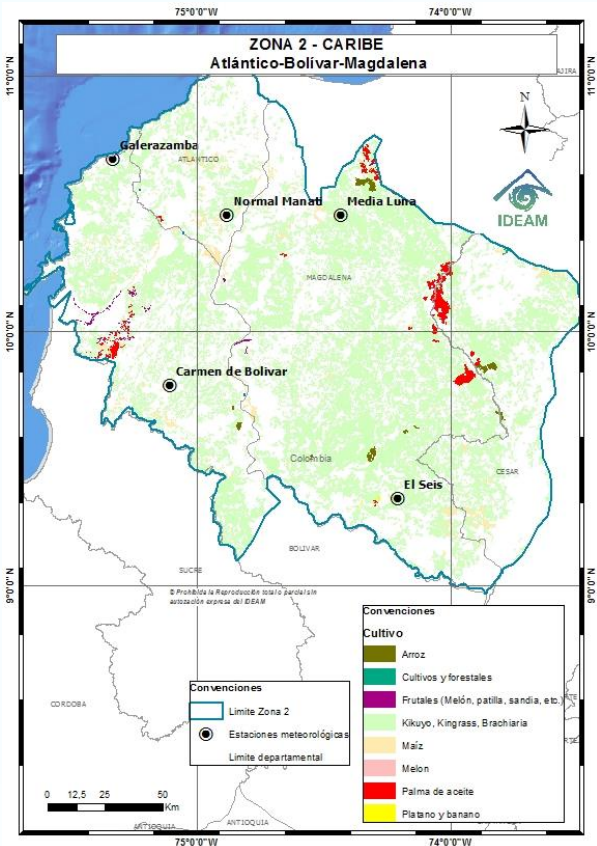 75°0'0"W 74°0'0"W
ZONA 2 - CARIBE
Atlántico-Bolívar-Magdalena
11°0'0"N
11°0'0"N
AJIRA
N
Galerazamba
ATLANTICO
IDEAM
Normal Manati
Media Luna
MAGDALENA
10°0'0"N
10°0'0"N
Carmen de Bolivar
Colombia
CESAR
El Seis
BOLIVAR
SUCRE
9°0'0"N
9°0'0"N
© Prohibida la Reproducción total o parcial sin
autorización expresa del IDEAM
CORDOBA
Convenciones
Limite Zona 2
Estaciones meteorológicas
Limite departamental
Convenciones
Cultivo
Arroz
Cultivos y forestales
Frutales (Melón, patilla, sandia, etc.)
Kikuyo, Kingrass, Brachiaria
Maíz
Melon
Palma de aceite
Platano y banano
0 12,5 25 50
Km
ANTIOQUIA
ANTIOQUIA
75°0'0"W 74°0'0"W